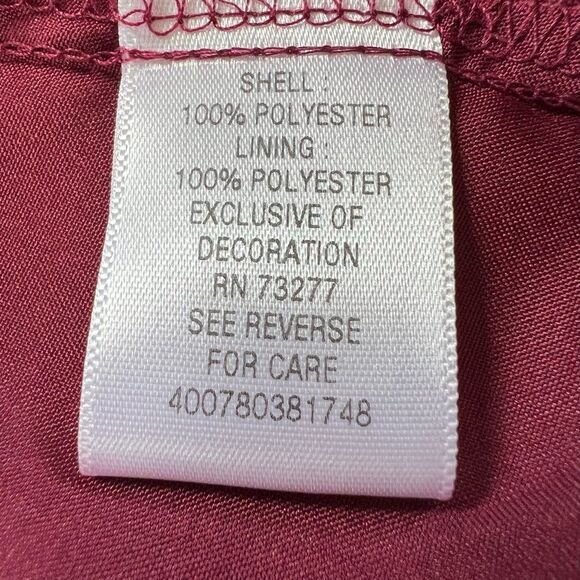 SHELL :
100% POLYESTER
LINING :
100% POLYESTER
EXCLUSIVE OF
DECORATION
RN 73277
SEE REVERSE
FOR CARE
400780381748